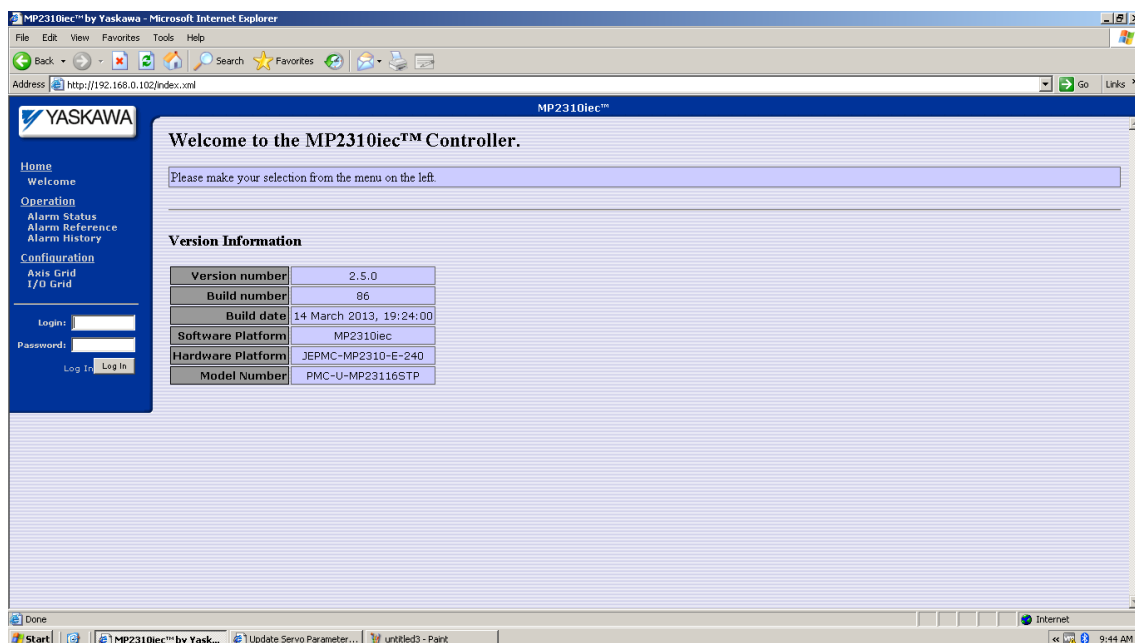 MP2310iec™ by Yaskawa - Microsoft Internet Explorer
File Edit View Favorites Tools Help
Back Search Favorites
Address http://192.168.0.102/index.xml Go Links
YASKAWA
MP2310iec™
Welcome to the MP2310iec™ Controller.
Please make your selection from the menu on the left.
Home
Welcome
Operation
Alarm Status
Alarm Reference
Alarm History
Configuration
Axis Grid
I/O Grid
Login:
Password:
Log In Log In
Version Information
Version number 2.5.0
Build number 86
Build date 14 March 2013, 19:24:00
Software Platform MP2310iec
Hardware Platform JEPMC-MP2310-E-240
Model Number PMC-U-MP23116STP
Done Internet
Start MP2310iec™ by Yask... Update Servo Parameter... untitled3 - Paint 9:44 AM